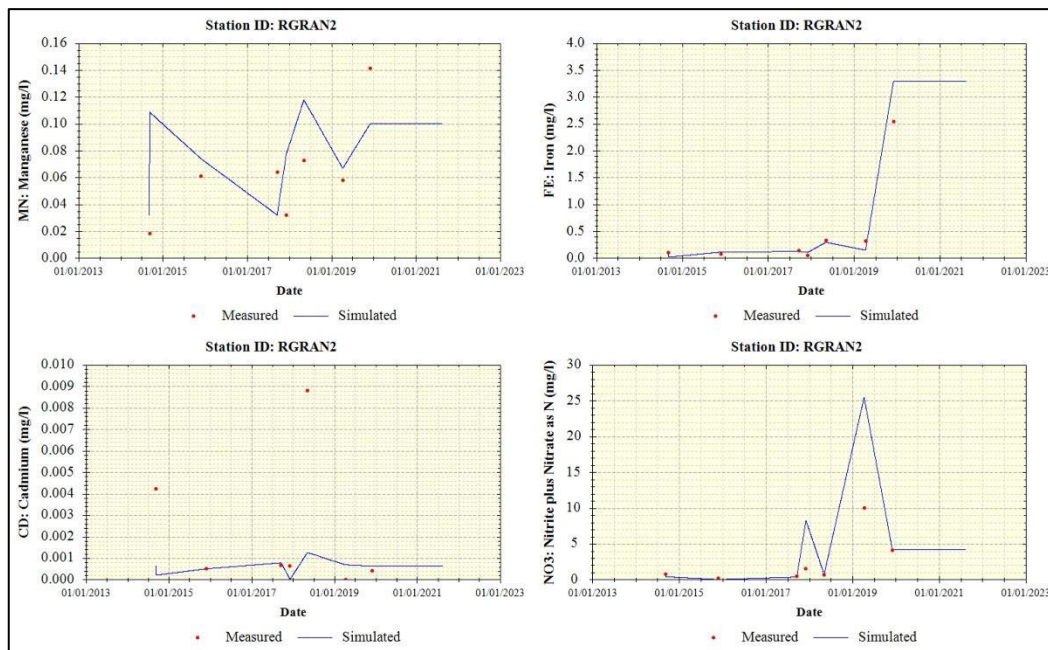 Station ID: RGRAN2
MN: Manganese (mg/l)
0.16
0.14
0.12
0.10
0.08
0.06
0.04
0.02
0.00
01/01/2013 01/01/2015 01/01/2017 01/01/2019 01/01/2021 01/01/2023
Date
Measured Simulated
Station ID: RGRAN2
FE: Iron (mg/l)
4.0
3.5
3.0
2.5
2.0
1.5
1.0
0.5
0.0
01/01/2013 01/01/2015 01/01/2017 01/01/2019 01/01/2021 01/01/2023
Date
Measured Simulated
Station ID: RGRAN2
CD: Cadmium (mg/l)
0.010
0.009
0.008
0.007
0.006
0.005
0.004
0.003
0.002
0.001
0.000
01/01/2013 01/01/2015 01/01/2017 01/01/2019 01/01/2021 01/01/2023
Date
Measured Simulated
Station ID: RGRAN2
NO3: Nitrite plus Nitrate as N (mg/l)
30
25
20
15
10
5
0
01/01/2013 01/01/2015 01/01/2017 01/01/2019 01/01/2021 01/01/2023
Date
Measured Simulated